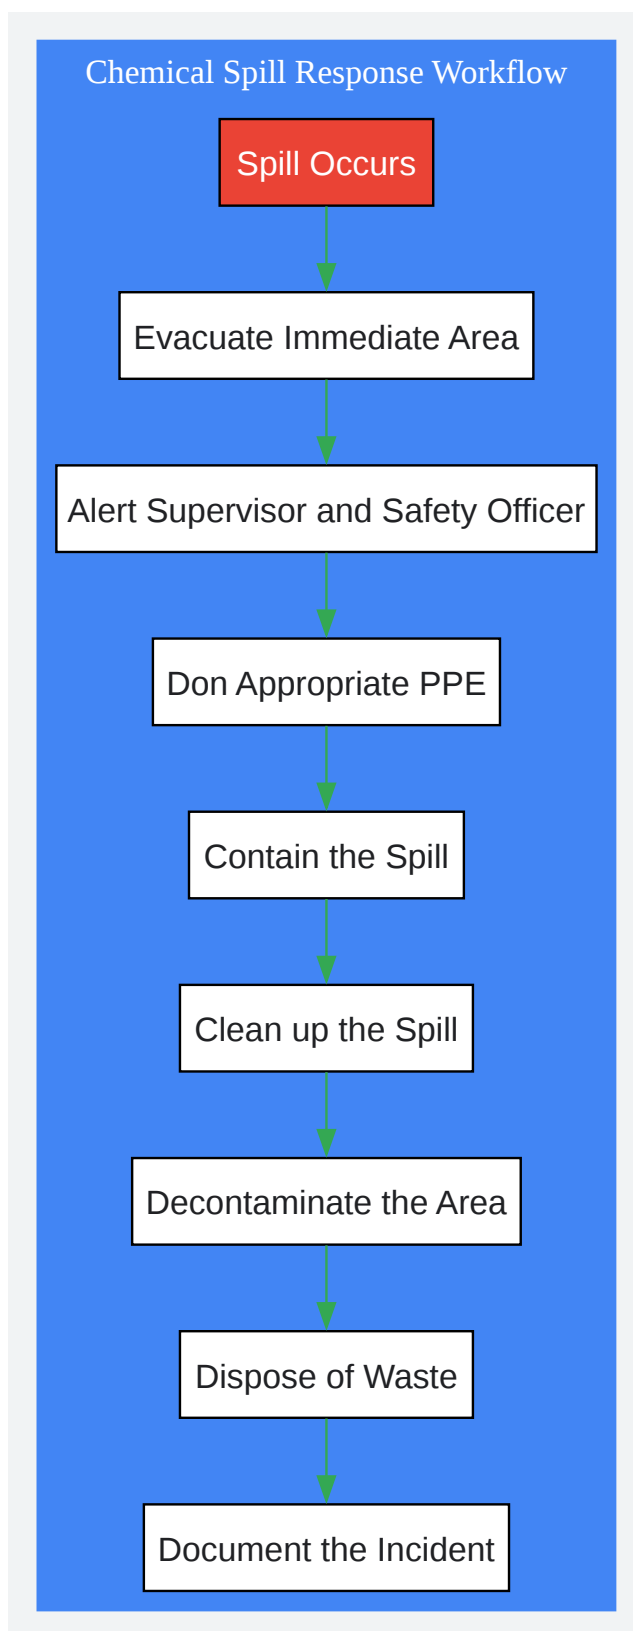 Chemical Spill Response Workflow
Spill Occurs
Evacuate Immediate Area
Alert Supervisor and Safety Officer
Don Appropriate PPE
Contain the Spill
Clean up the Spill
Decontaminate the Area
Dispose of Waste
Document the Incident